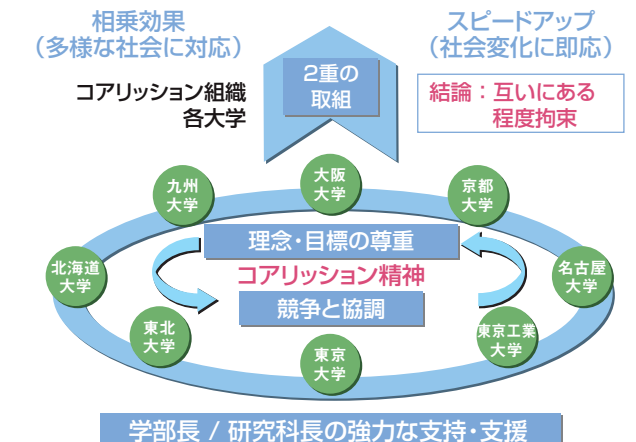 相乗効果
（多様な社会に対応）
スピードアップ
（社会変化に即応）
2重の
取組
コアリッション組織
各大学
結論：互いにある
程度拘束
九州
大学
大阪
大学
京都
大学
北海道
大学
理念・目標の尊重
名古屋
大学
コアリッション精神
競争と協調
東北
大学
東京
大学
東京工業
大学
学部長 / 研究科長の強力な支持・支援